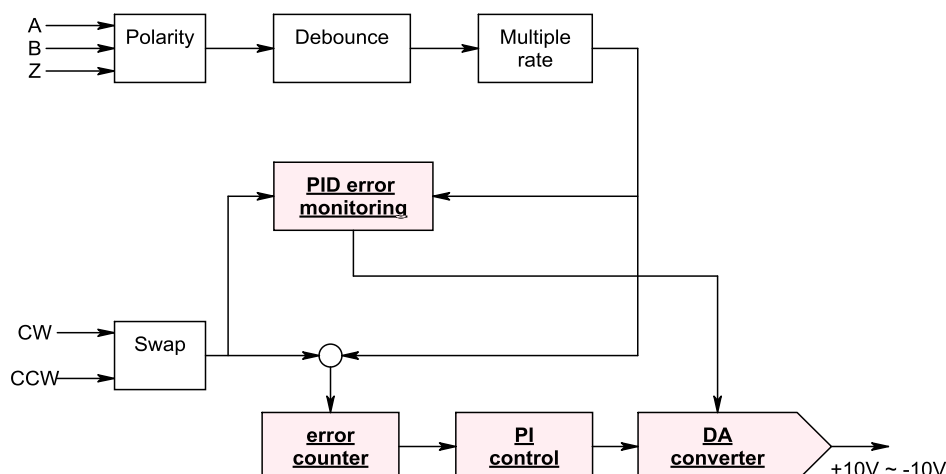 A
B
Z
Polarity
Debounce
Multiple
rate
PID error
monitoring
CW
CCW
Swap
error
counter
PI
control
DA
converter
+10V ~ -10V